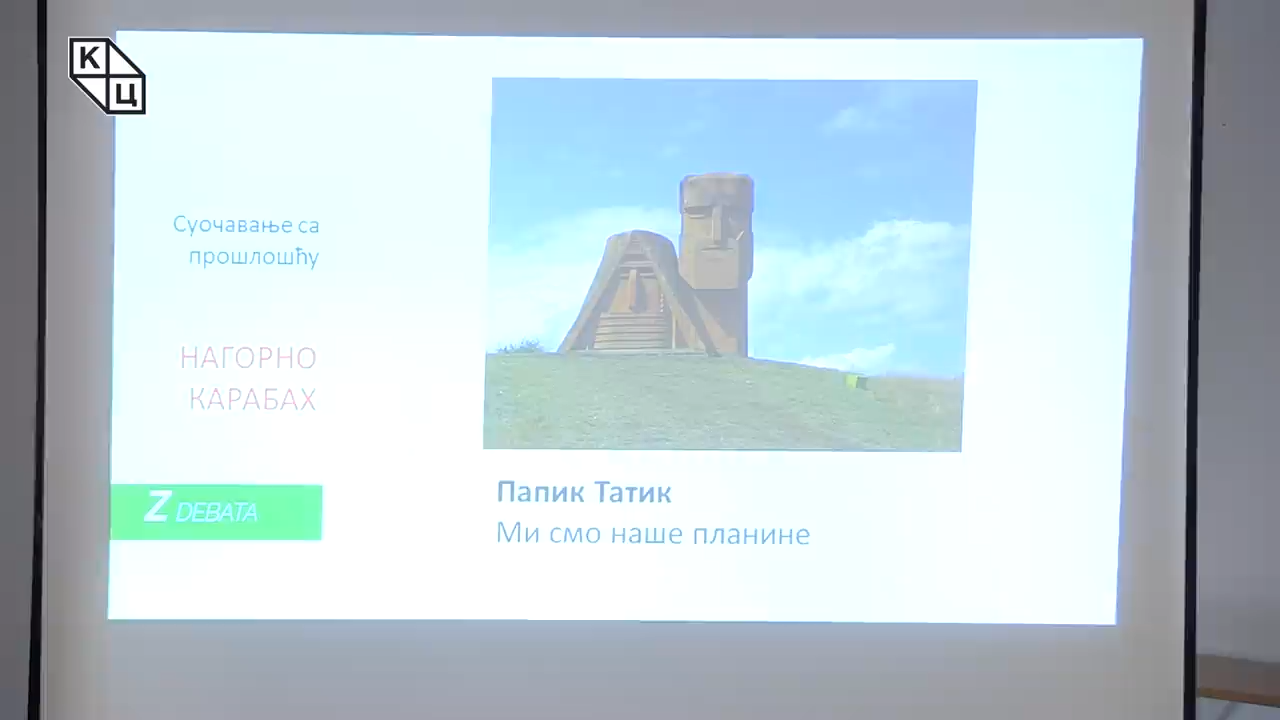 К
Ц
Суочавање са
прошлошћу
НАГОРНО
КАРАБАХ
Z DEBATA
Папик Татик
Ми смо наше планине